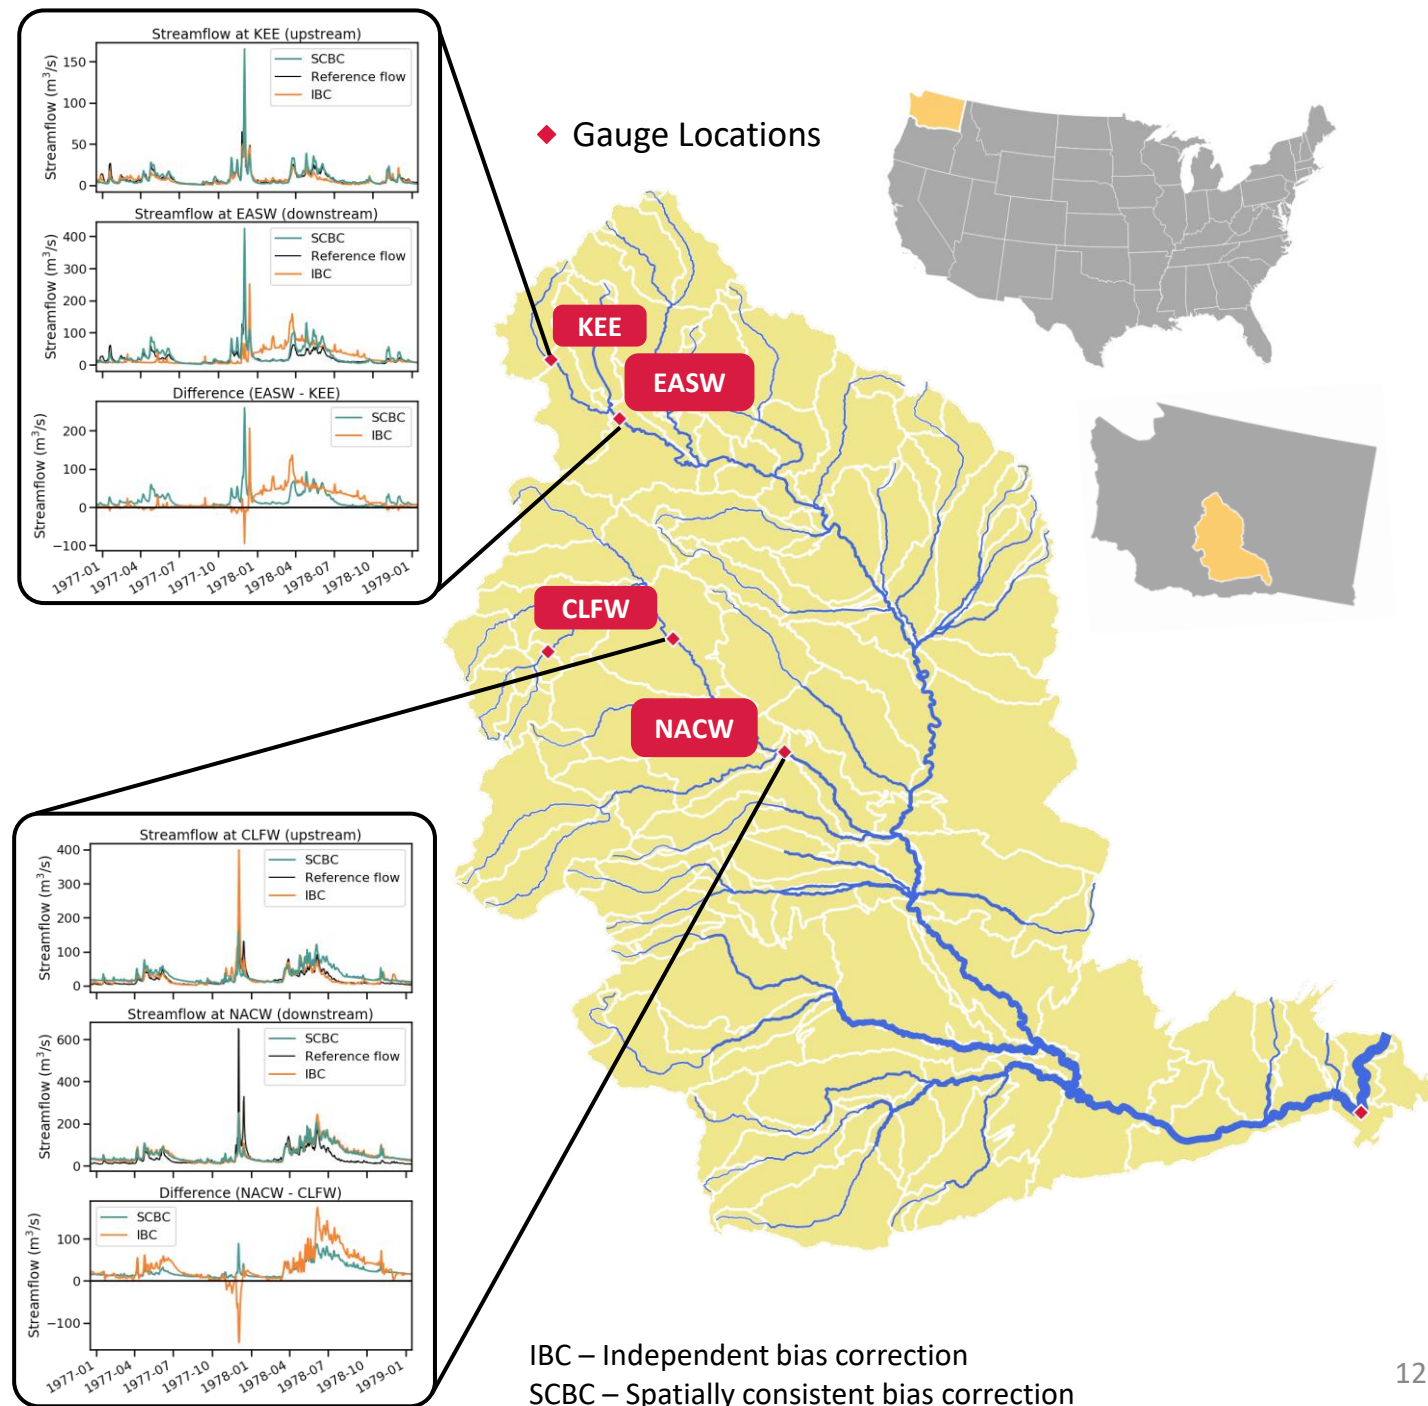 Streamflow at KEE (upstream)
Streamflow (m³/s)
150
100
50
0
SCBC
Reference flow
IBC
Streamflow at EASW (downstream)
Streamflow (m³/s)
400
300
200
100
0
SCBC
Reference flow
IBC
Difference (EASW - KEE)
Streamflow (m³/s)
200
100
0
−100
SCBC
IBC
1977-01
1977-04
1977-07
1977-10
1978-01
1978-04
1978-07
1978-10
1979-01
Gauge Locations
KEE
EASW
CLFW
NACW
Streamflow at CLFW (upstream)
Streamflow (m³/s)
400
300
200
100
0
SCBC
Reference flow
IBC
Streamflow at NACW (downstream)
Streamflow (m³/s)
600
400
200
0
SCBC
Reference flow
IBC
Difference (NACW - CLFW)
Streamflow (m³/s)
100
0
−100
SCBC
IBC
1977-01
1977-04
1977-07
1977-10
1978-01
1978-04
1978-07
1978-10
1979-01
IBC – Independent bias correction
SCBC – Spatially consistent bias correction
12